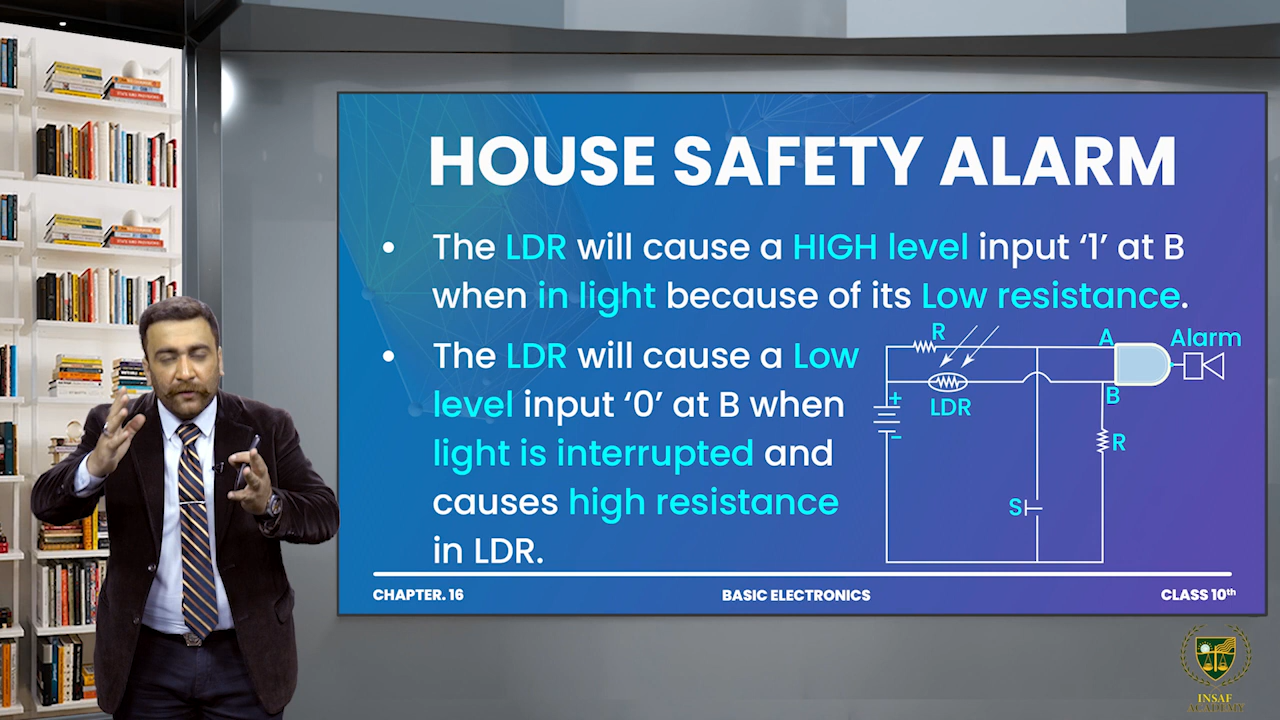 HOUSE SAFETY ALARM
• The LDR will cause a HIGH level input ‘1’ at B
when in light because of its Low resistance.
• The LDR will cause a Low
level input ‘0’ at B when
light is interrupted and
causes high resistance
in LDR.
R
A
Alarm
+
LDR
B
−
R
S
CHAPTER. 16
BASIC ELECTRONICS
CLASS 10th
INSAF
ACADEMY